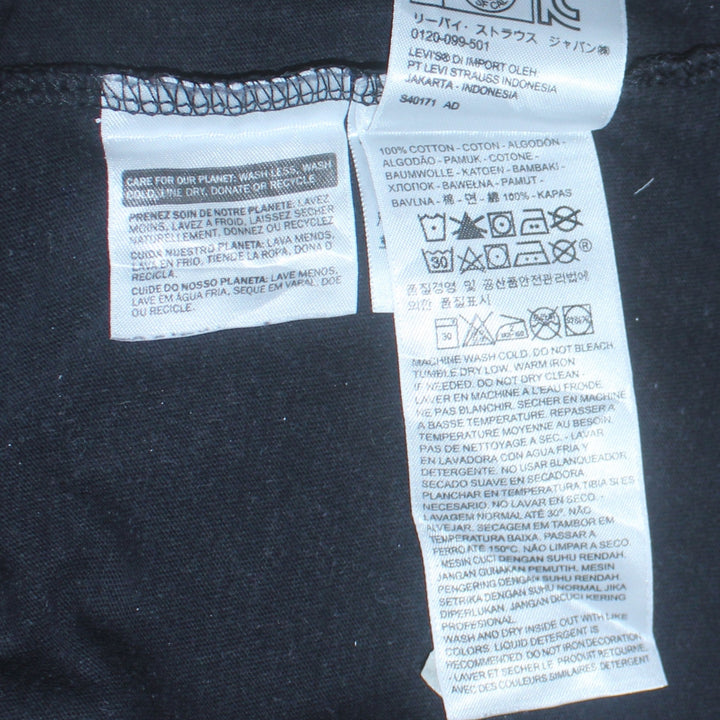 リーバイ・ストラウス ジャパン㈱
0120-099-501
LEVI'S® DI IMPORT OLEH
PT LEVI STRAUSS INDONESIA
JAKARTA - INDONESIA
S40171 AD
CARE FOR OUR PLANET: WASH LESS, WASH
COLD, LINE DRY, DONATE OR RECYCLE.
PRENEZ SOIN DE NOTRE PLANETE: LAVEZ
MOINS, LAVEZ A FROID, LAISSEZ SECHER
NATURELLEMENT, DONNEZ OU RECYCLEZ
CUIDA NUESTRO PLANETA: LAVA MENOS,
LAVA EN FRIO, TIENDE LA ROPA, DONA O
RECICLA.
CUIDE DO NOSSO PLANETA: LAVE MENOS,
LAVE EM ÁGUA FRIA, SEQUE EM VARAL, DOE
OU RECICLE.
100% COTTON - COTON - ALGODÓN -
ALGODÃO - PAMUK - COTONE -
BAUMWOLLE - KATOEN - BAMBAKI -
ХЛОПОК - BAWEŁNA - PAMUT -
BAVLNA - 棉 - 면 - 綿 100% - KAPAS
30 ®
품질경영 및 공산품안전관리법에
의한 품질표시
30
MACHINE WASH COLD. DO NOT BLEACH.
TUMBLE DRY LOW. WARM IRON
IF NEEDED. DO NOT DRY CLEAN -
LAVER EN MACHINE A L'EAU FROIDE.
NE PAS BLANCHIR. SECHER EN MACHINE
A BASSE TEMPERATURE. REPASSER A
TEMPERATURE MOYENNE AU BESOIN.
PAS DE NETTOYAGE A SEC. - LAVAR
EN LAVADORA CON AGUA FRIA Y
DETERGENTE. NO USAR BLANQUEADOR.
SECADO SUAVE EN SECADORA.
PLANCHAR EN TEMPERATURA TIBIA SI ES
NECESARIO. NO LAVAR EN SECO. -
LAVAGEM NORMAL ATÉ 30°. NÃO
ALVEJAR. SECAGEM EM TAMBOR EM
TEMPERATURA BAIXA. PASSAR A
FERRO ATÉ 150°C. NÃO LIMPAR A SECO
- MESIN CUCI DENGAN SUHU RENDAH.
JANGAN GUNAKAN PEMUTIH. MESIN
PENGERING DENGAN SUHU RENDAH.
SETRIKA DENGAN SUHU NORMAL JIKA
DIPERLUKAN. JANGAN DI CUCI KERING
PROFESIONAL.
WASH AND DRY INSIDE OUT WITH LIKE
COLORS. LIQUID DETERGENT IS
RECOMMENDED. DO NOT IRON DECORATION.
- LAVER ET SECHER LE PRODUIT RETOURNE,
AVEC DES COULEURS SIMILAIRES DETERGENT